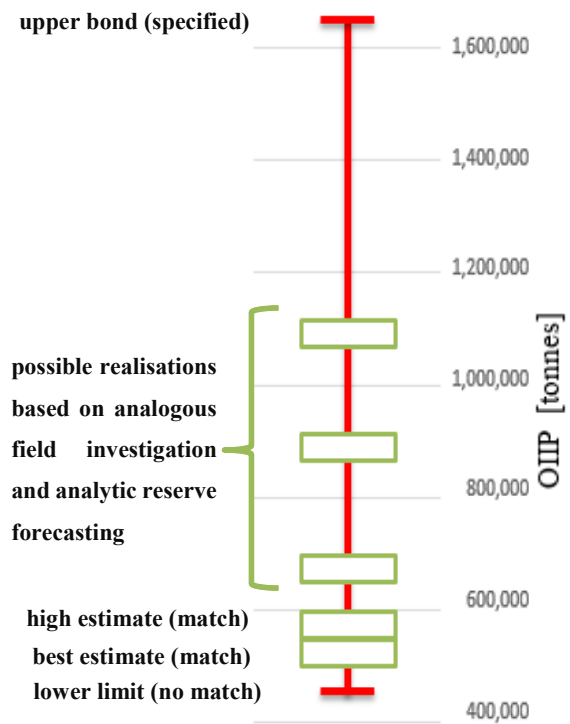 upper bond (specified)
1,600,000
1,400,000
1,200,000
possible realisations
based on analogous
field investigation
and analytic reserve
forecasting
1,000,000
800,000
OIIP [tonnes]
600,000
high estimate (match)
best estimate (match)
lower limit (no match)
400,000